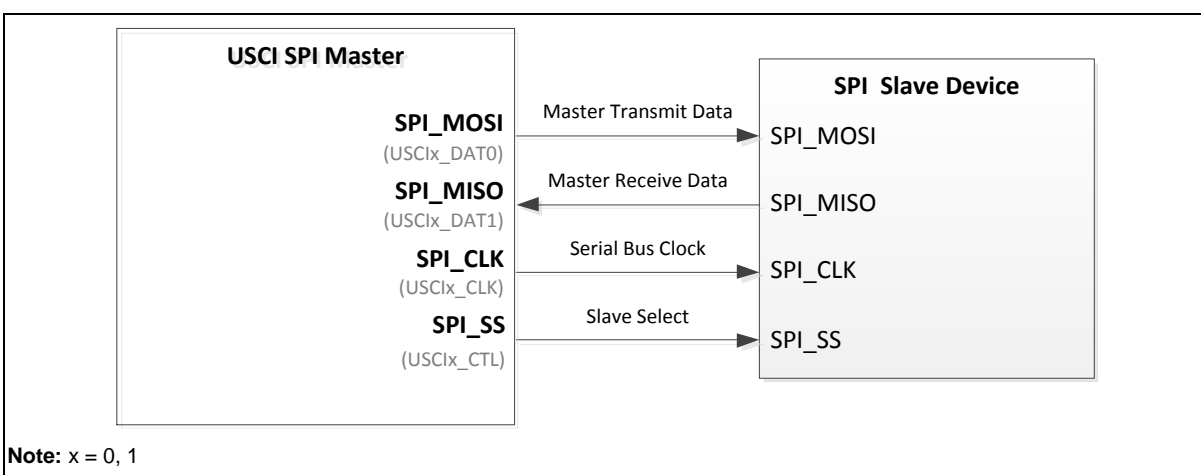 USCI SPI Master
SPI_MOSI
(USCIx_DAT0)
SPI_MISO
(USCIx_DAT1)
SPI_CLK
(USCIx_CLK)
SPI_SS
(USCIx_CTL)
Master Transmit Data
Master Receive Data
Serial Bus Clock
Slave Select
SPI Slave Device
SPI_MOSI
SPI_MISO
SPI_CLK
SPI_SS
Note: x = 0, 1